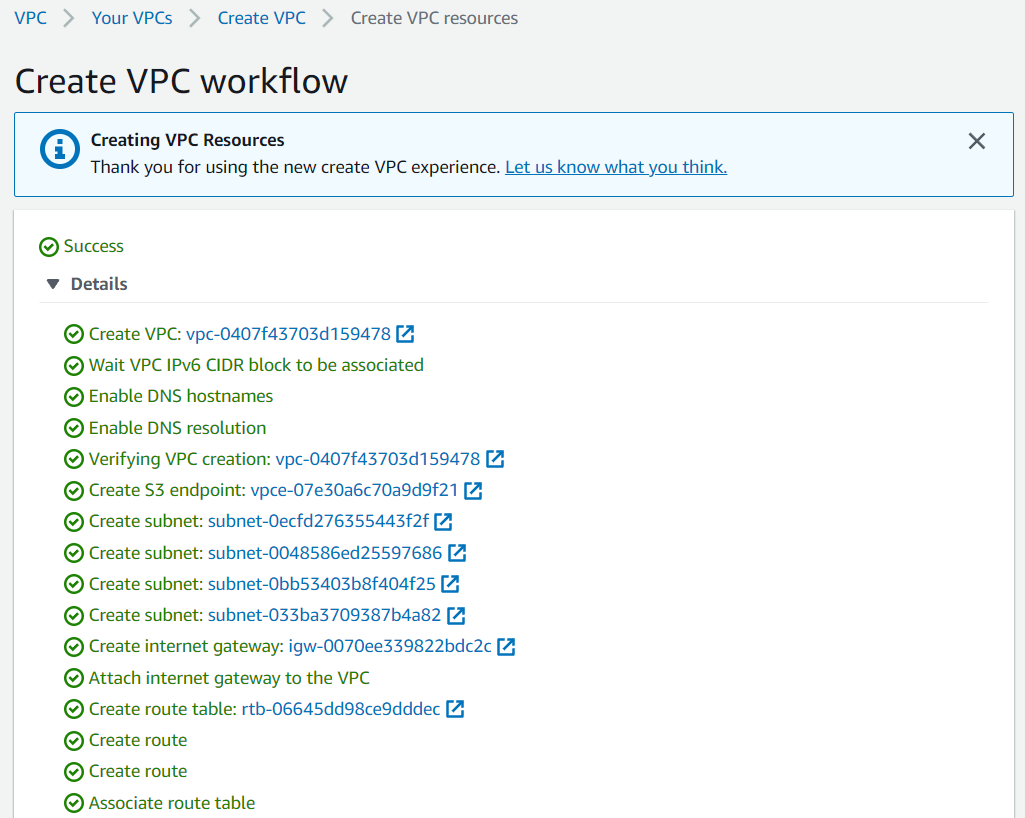 VPC > Your VPCs > Create VPC > Create VPC resources
Create VPC workflow
Creating VPC Resources
Thank you for using the new create VPC experience. Let us know what you think.
Success
Details
Create VPC: vpc-0407f43703d159478
Wait VPC IPv6 CIDR block to be associated
Enable DNS hostnames
Enable DNS resolution
Verifying VPC creation: vpc-0407f43703d159478
Create S3 endpoint: vpce-07e30a6c70a9d9f21
Create subnet: subnet-0ecfd276355443f2f
Create subnet: subnet-0048586ed25597686
Create subnet: subnet-0bb53403b8f404f25
Create subnet: subnet-033ba3709387b4a82
Create internet gateway: igw-0070ee339822bdc2c
Attach internet gateway to the VPC
Create route table: rtb-06645dd98ce9dddec
Create route
Create route
Associate route table